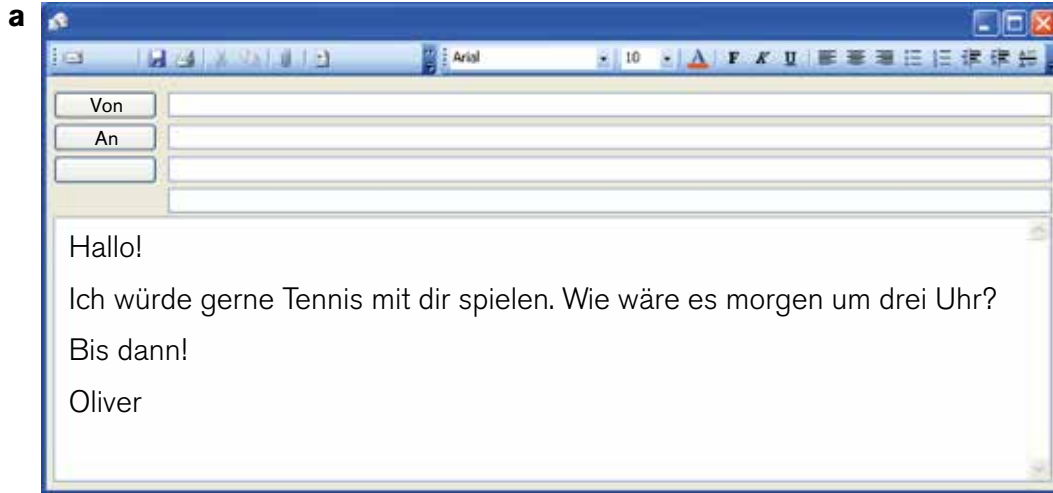 a
Arial 10 A F K U
Von
An
Hallo!
Ich würde gerne Tennis mit dir spielen. Wie wäre es morgen um drei Uhr?
Bis dann!
Oliver